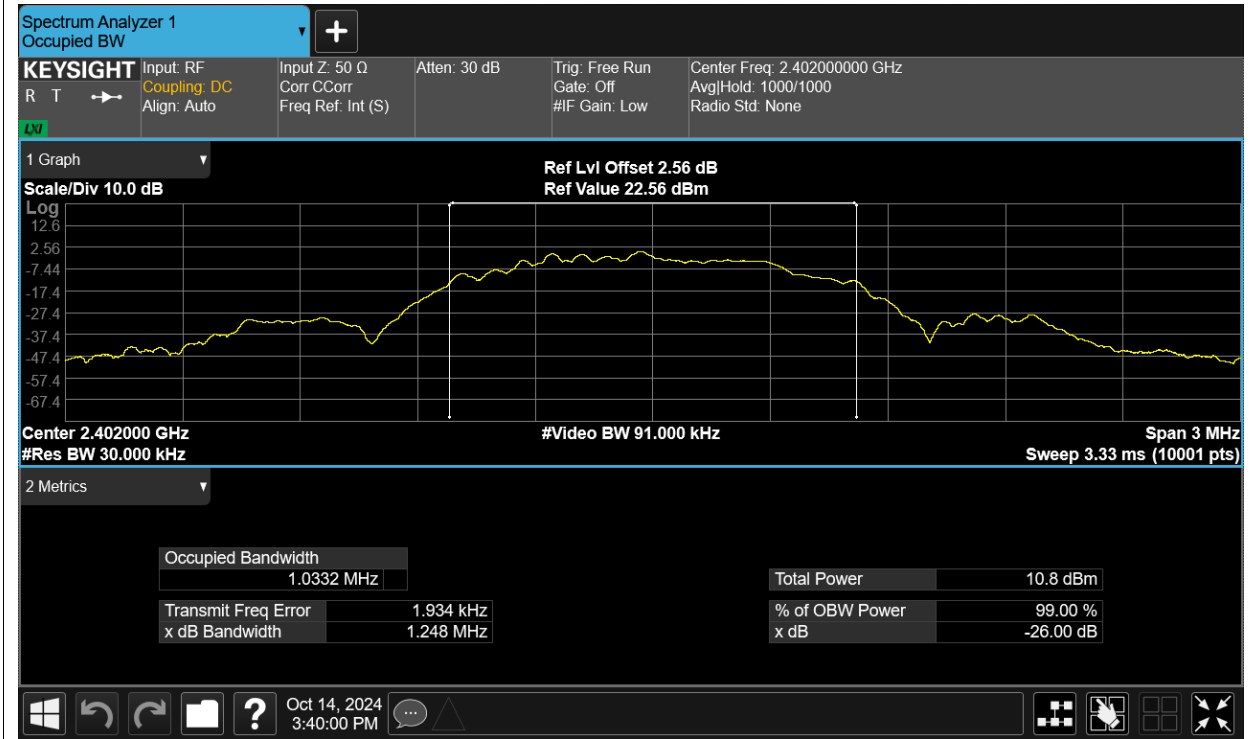 Spectrum Analyzer 1
Occupied BW
KEYSIGHT
R T
LXI
Input: RF
Coupling: DC
Align: Auto
Input Z: 50 Ω
Corr CCorr
Freq Ref: Int (S)
Atten: 30 dB
Trig: Free Run
Gate: Off
#IF Gain: Low
Center Freq: 2.402000000 GHz
Avg|Hold: 1000/1000
Radio Std: None
1 Graph
Scale/Div 10.0 dB
Ref Lvl Offset 2.56 dB
Ref Value 22.56 dBm
Log
12.6
2.56
-7.44
-17.4
-27.4
-37.4
-47.4
-57.4
-67.4
Center 2.402000 GHz
#Video BW 91.000 kHz
Span 3 MHz
#Res BW 30.000 kHz
Sweep 3.33 ms (10001 pts)
2 Metrics
Occupied Bandwidth
1.0332 MHz
Transmit Freq Error 1.934 kHz
x dB Bandwidth 1.248 MHz
Total Power 10.8 dBm
% of OBW Power 99.00 %
x dB -26.00 dB
?
Oct 14, 2024
3:40:00 PM